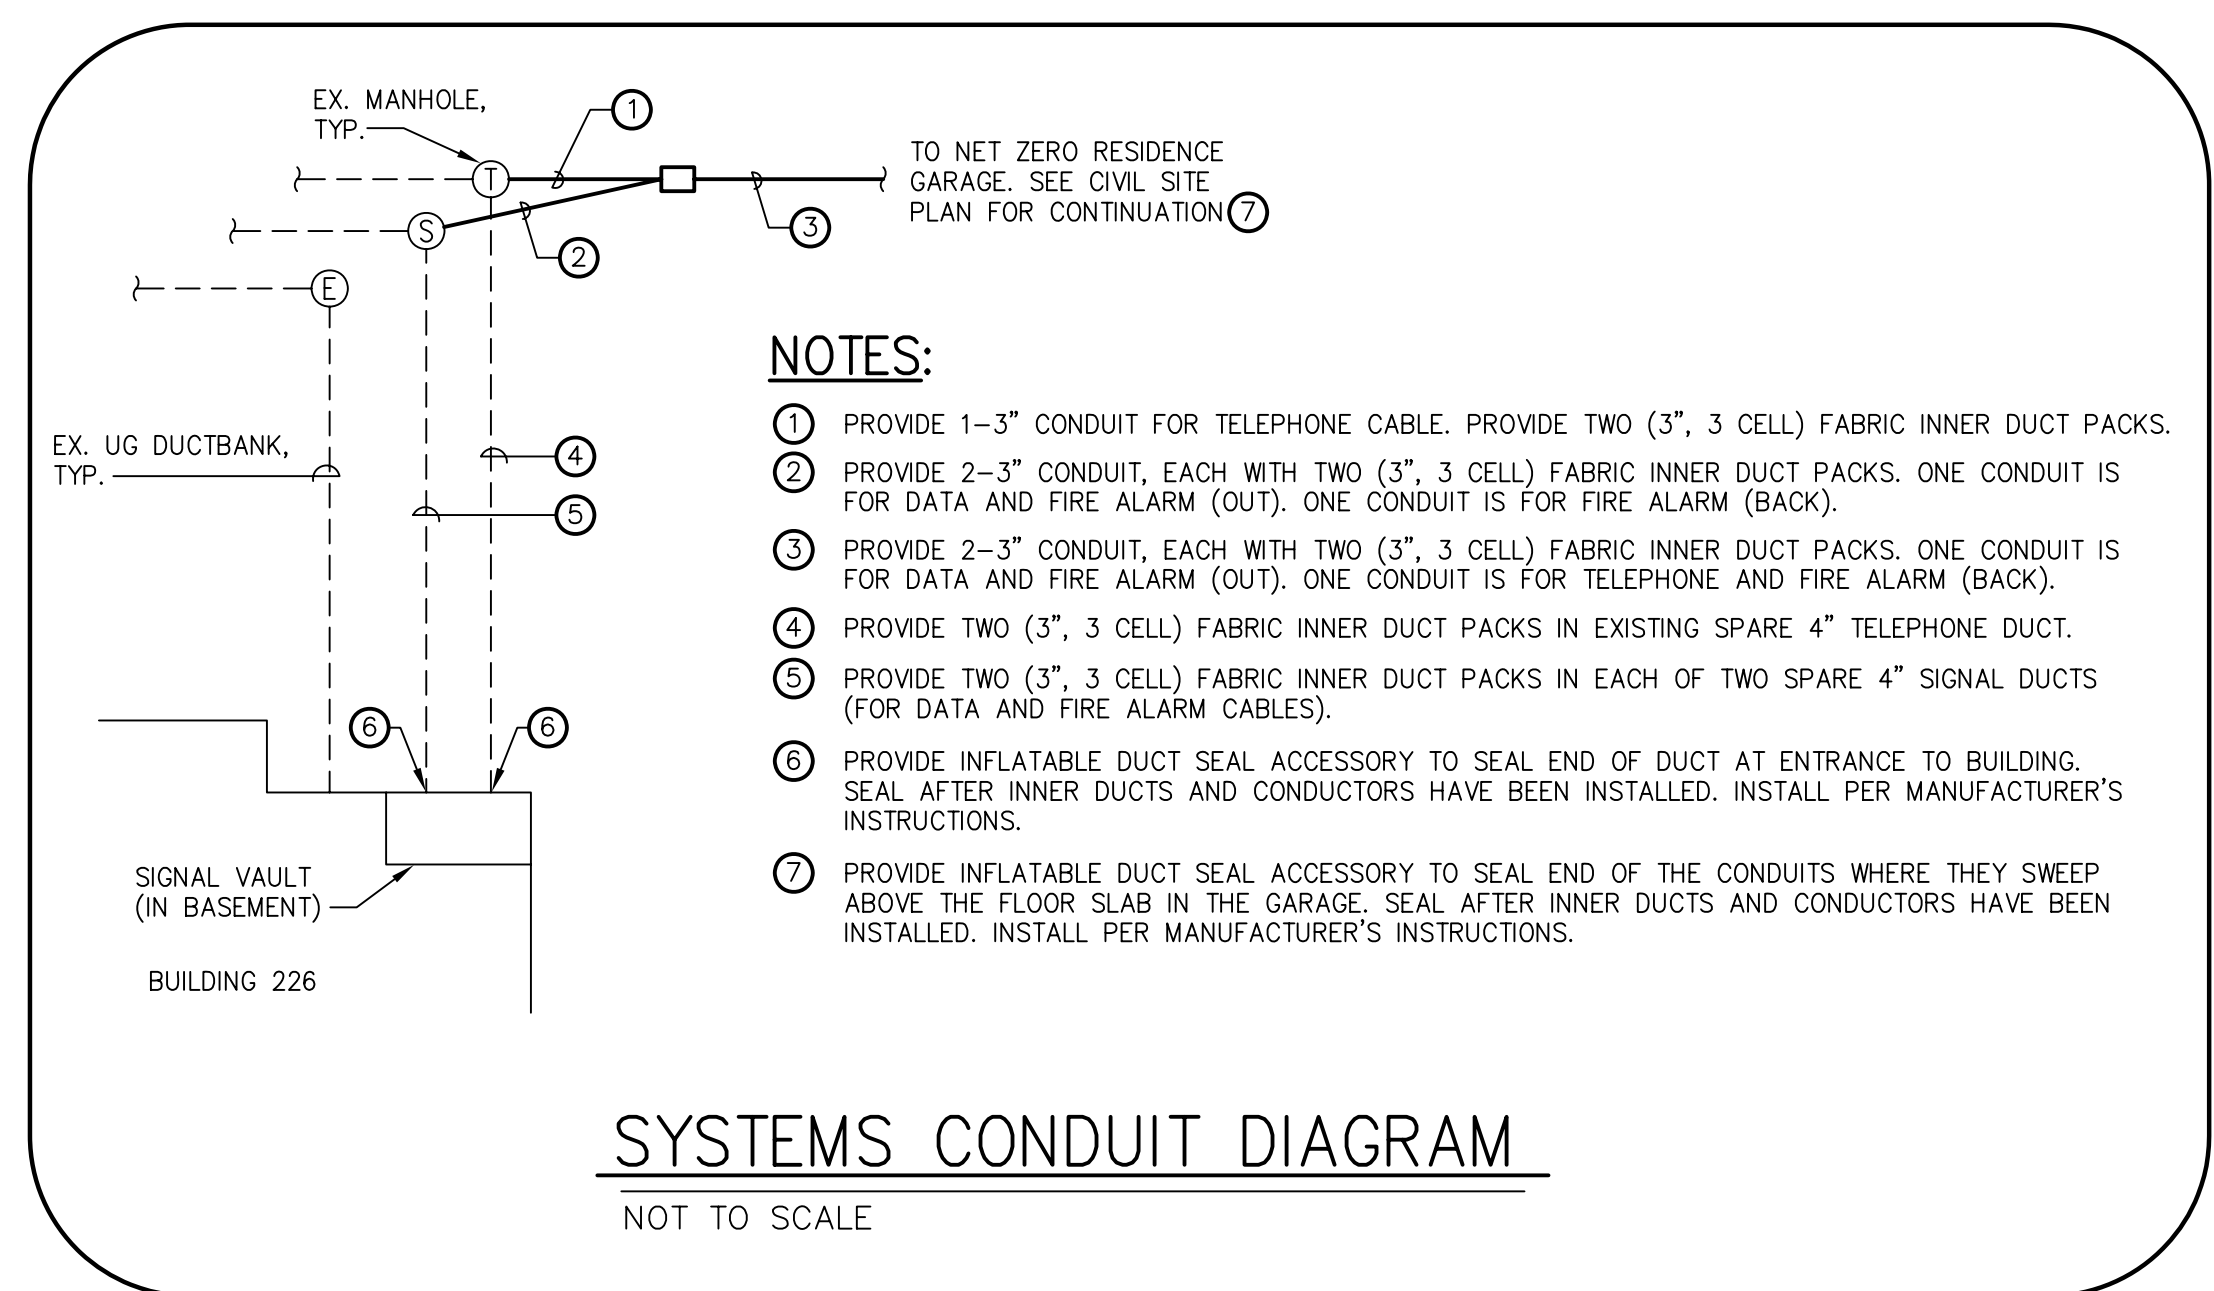 EX. MANHOLE,
TYP.
1
TO NET ZERO RESIDENCE
GARAGE. SEE CIVIL SITE
PLAN FOR CONTINUATION 7
T
3
S
2
E
EX. UG DUCTBANK,
TYP.
4
5
6
6
SIGNAL VAULT
(IN BASEMENT)
BUILDING 226
NOTES:
1 PROVIDE 1-3" CONDUIT FOR TELEPHONE CABLE. PROVIDE TWO (3", 3 CELL) FABRIC INNER DUCT PACKS.
2 PROVIDE 2-3" CONDUIT, EACH WITH TWO (3", 3 CELL) FABRIC INNER DUCT PACKS. ONE CONDUIT IS
FOR DATA AND FIRE ALARM (OUT). ONE CONDUIT IS FOR FIRE ALARM (BACK).
3 PROVIDE 2-3" CONDUIT, EACH WITH TWO (3", 3 CELL) FABRIC INNER DUCT PACKS. ONE CONDUIT IS
FOR DATA AND FIRE ALARM (OUT). ONE CONDUIT IS FOR TELEPHONE AND FIRE ALARM (BACK).
4 PROVIDE TWO (3", 3 CELL) FABRIC INNER DUCT PACKS IN EXISTING SPARE 4" TELEPHONE DUCT.
5 PROVIDE TWO (3", 3 CELL) FABRIC INNER DUCT PACKS IN EACH OF TWO SPARE 4" SIGNAL DUCTS
(FOR DATA AND FIRE ALARM CABLES).
6 PROVIDE INFLATABLE DUCT SEAL ACCESSORY TO SEAL END OF DUCT AT ENTRANCE TO BUILDING.
SEAL AFTER INNER DUCTS AND CONDUCTORS HAVE BEEN INSTALLED. INSTALL PER MANUFACTURER'S
INSTRUCTIONS.
7 PROVIDE INFLATABLE DUCT SEAL ACCESSORY TO SEAL END OF THE CONDUITS WHERE THEY SWEEP
ABOVE THE FLOOR SLAB IN THE GARAGE. SEAL AFTER INNER DUCTS AND CONDUCTORS HAVE BEEN
INSTALLED. INSTALL PER MANUFACTURER'S INSTRUCTIONS.
SYSTEMS CONDUIT DIAGRAM
NOT TO SCALE